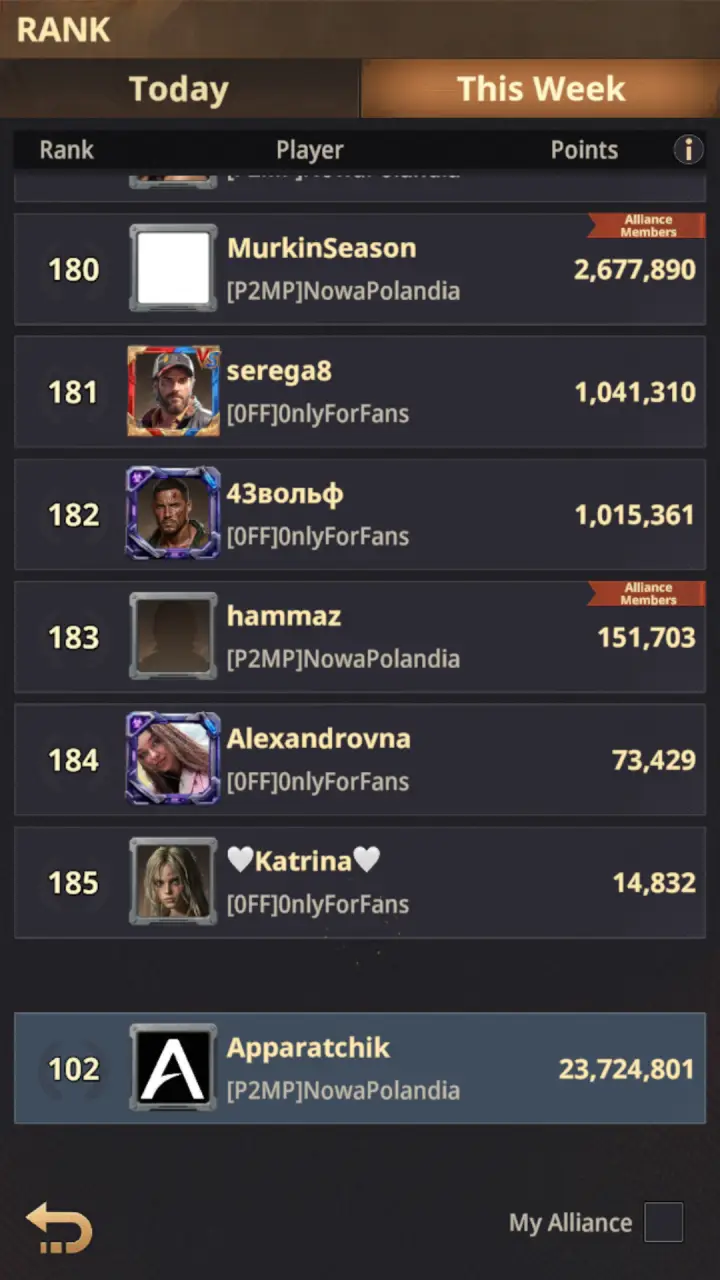 RANK
Today
This Week
Rank
Player
Points
180
MurkinSeason
[P2MP]NowaPolandia
Alliance
Members
2,677,890
181
serega8
[0FF]0nlyForFans
1,041,310
182
43вольф
[0FF]0nlyForFans
1,015,361
183
hammaz
[P2MP]NowaPolandia
Alliance
Members
151,703
184
Alexandrovna
[0FF]0nlyForFans
73,429
185
🤍Katrina🤍
[0FF]0nlyForFans
14,832
102
Apparatchik
[P2MP]NowaPolandia
23,724,801
My Alliance